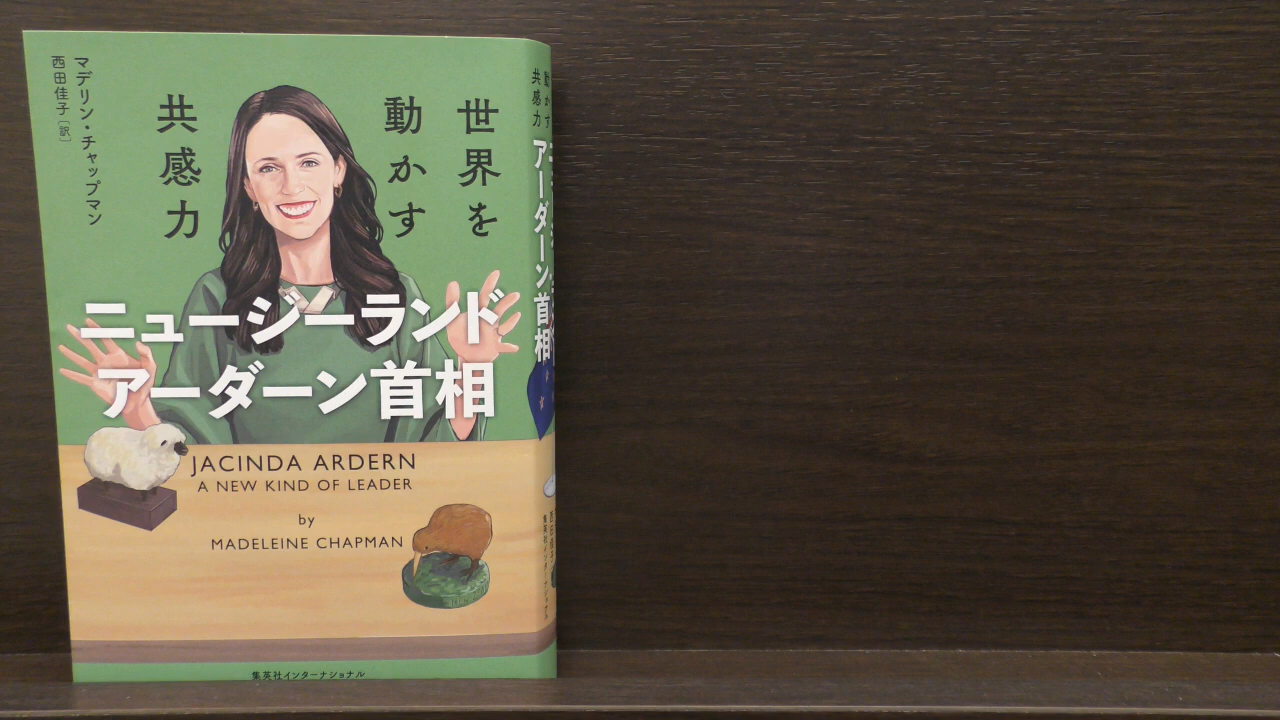 世界を
動かす
共感力
マデリン・チャップマン
西田佳子［訳］
ニュージーランド
アーダーン首相
JACINDA ARDERN
A NEW KIND OF LEADER
by
MADELEINE CHAPMAN
集英社インターナショナル
動かす
共感力
アーダーン首相